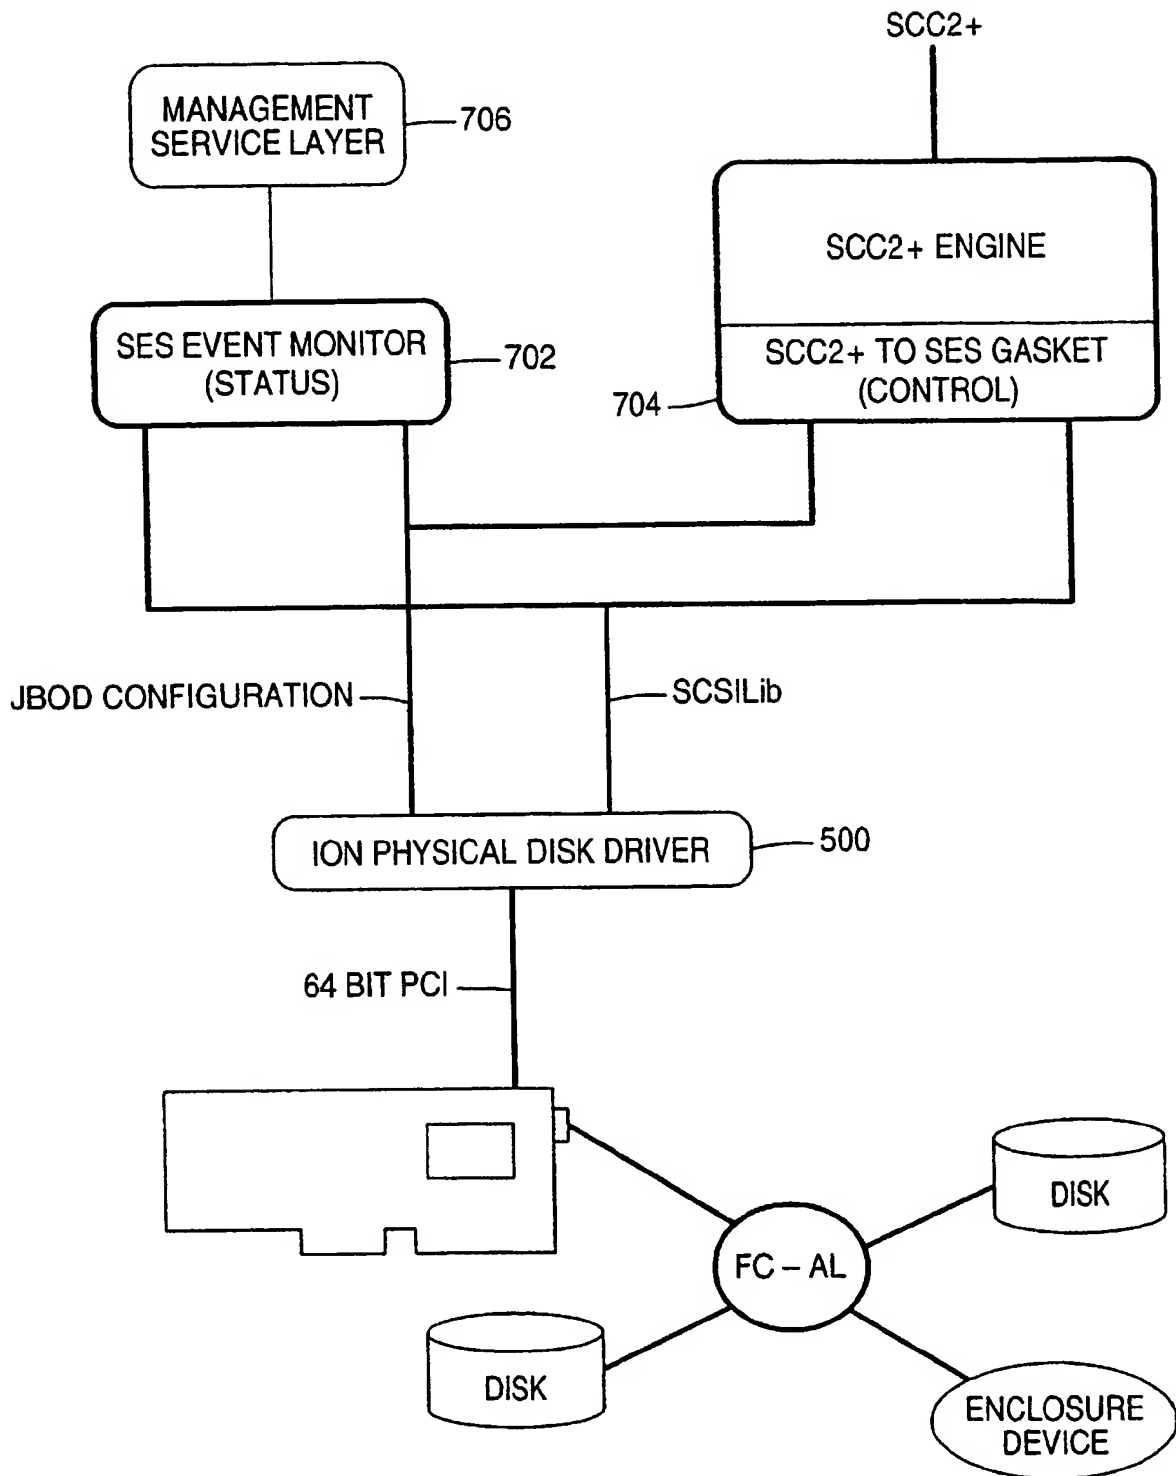 SCC2+
MANAGEMENT
SERVICE LAYER
706
SCC2+ ENGINE
SES EVENT MONITOR
(STATUS)
702
SCC2+ TO SES GASKET
(CONTROL)
704
JBOD CONFIGURATION
SCSILib
ION PHYSICAL DISK DRIVER
500
64 BIT PCI
DISK
FC – AL
DISK
ENCLOSURE
DEVICE